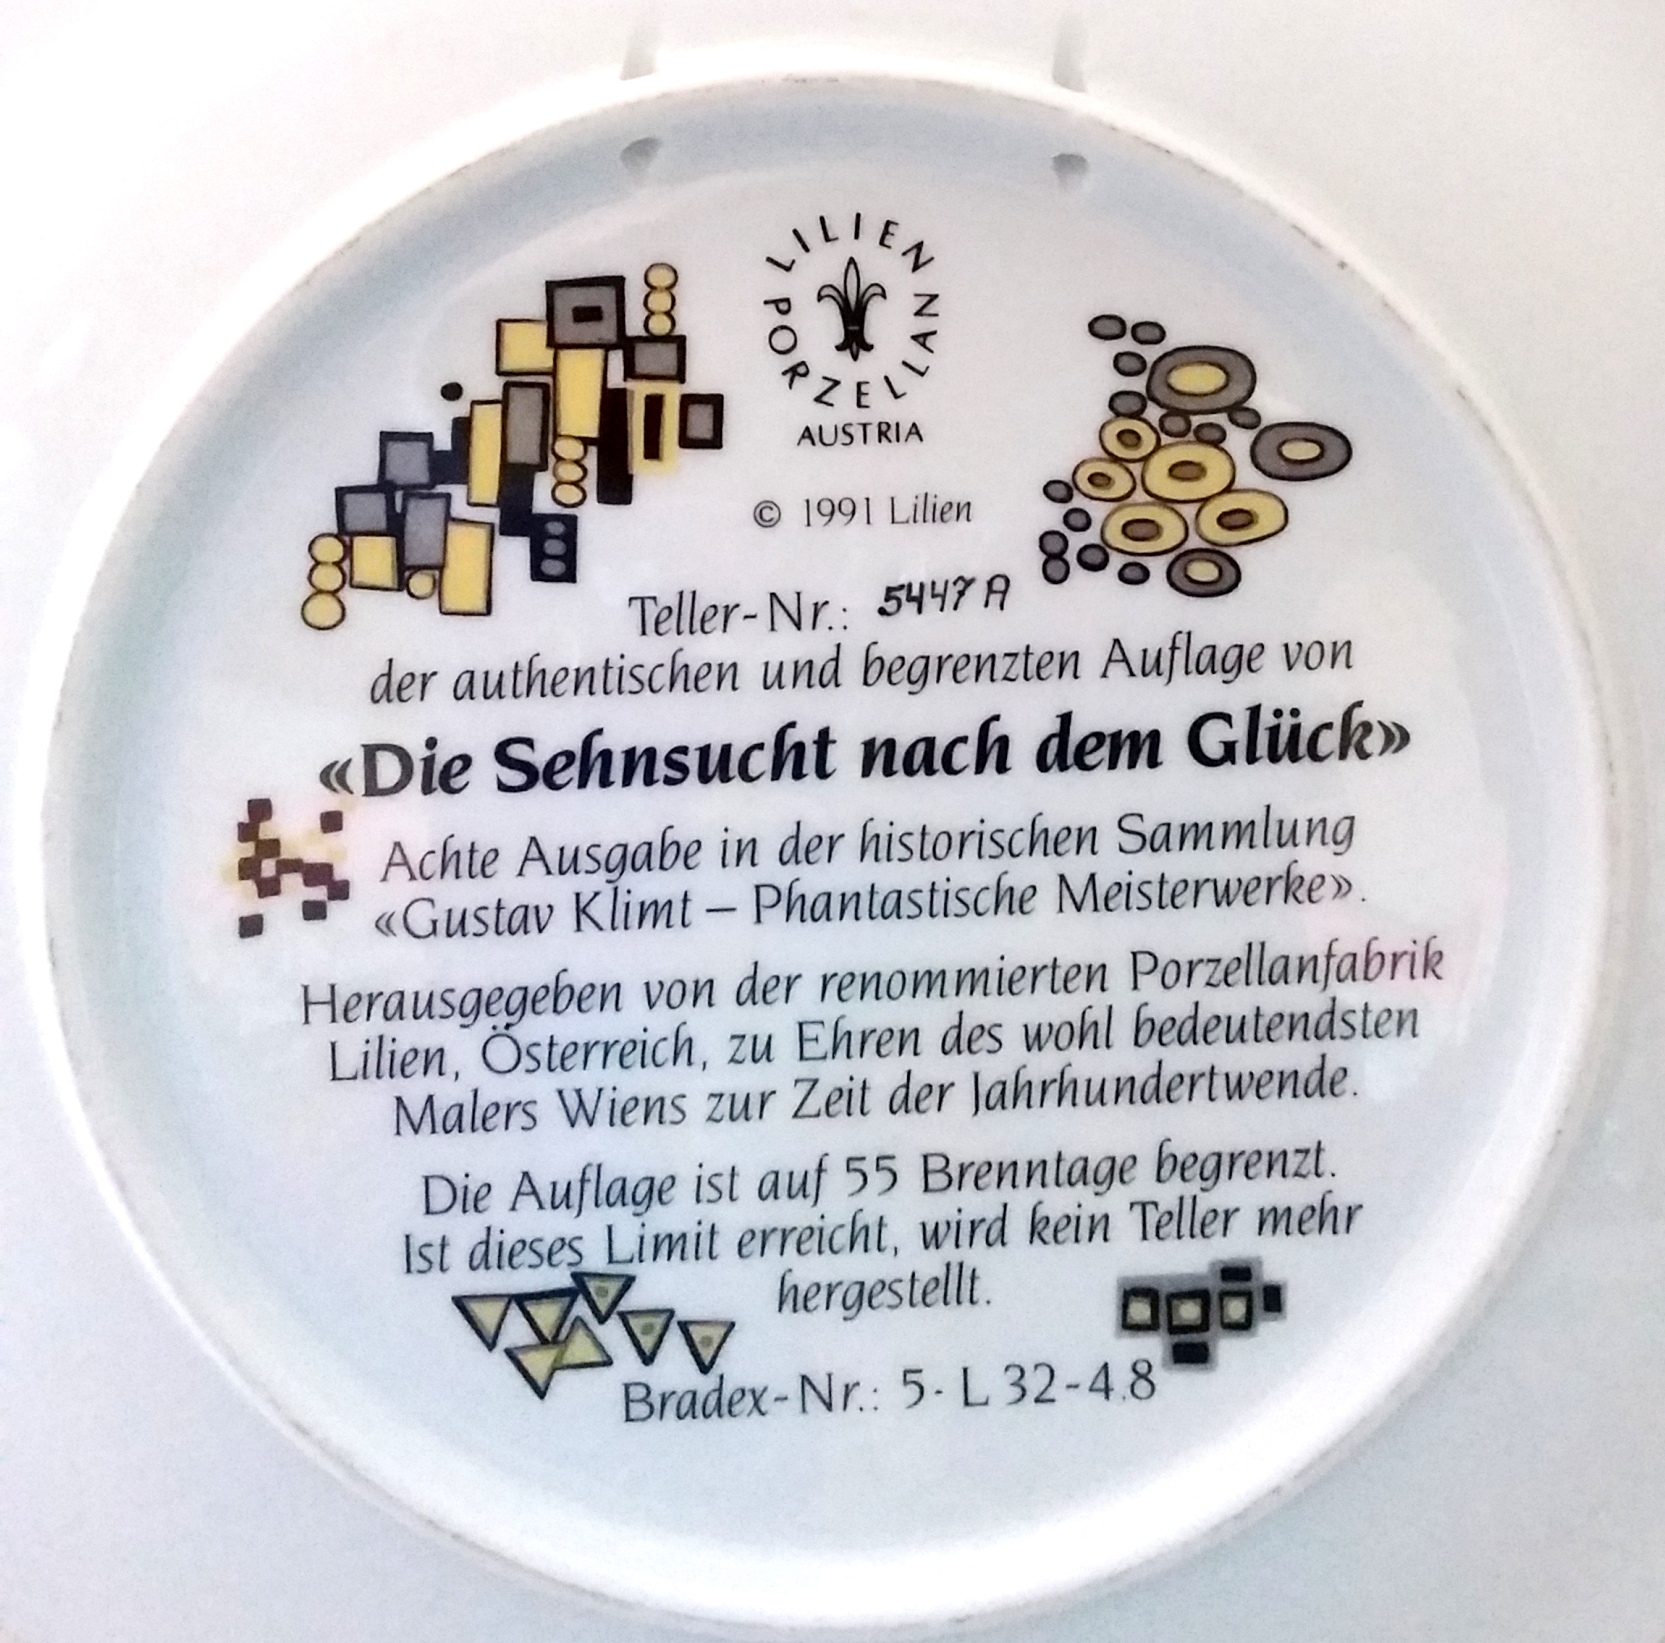 LILIEN PORZELLAN
AUSTRIA
© 1991 Lilien
Teller-Nr.: 5447 A
der authentischen und begrenzten Auflage von
«Die Sehnsucht nach dem Glück»
Achte Ausgabe in der historischen Sammlung
«Gustav Klimt – Phantastische Meisterwerke».
Herausgegeben von der renommierten Porzellanfabrik
Lilien, Österreich, zu Ehren des wohl bedeutendsten
Malers Wiens zur Zeit der Jahrhundertwende.
Die Auflage ist auf 55 Brenntage begrenzt.
Ist dieses Limit erreicht, wird kein Teller mehr
hergestellt.
Bradex-Nr.: 5-L32-4.8